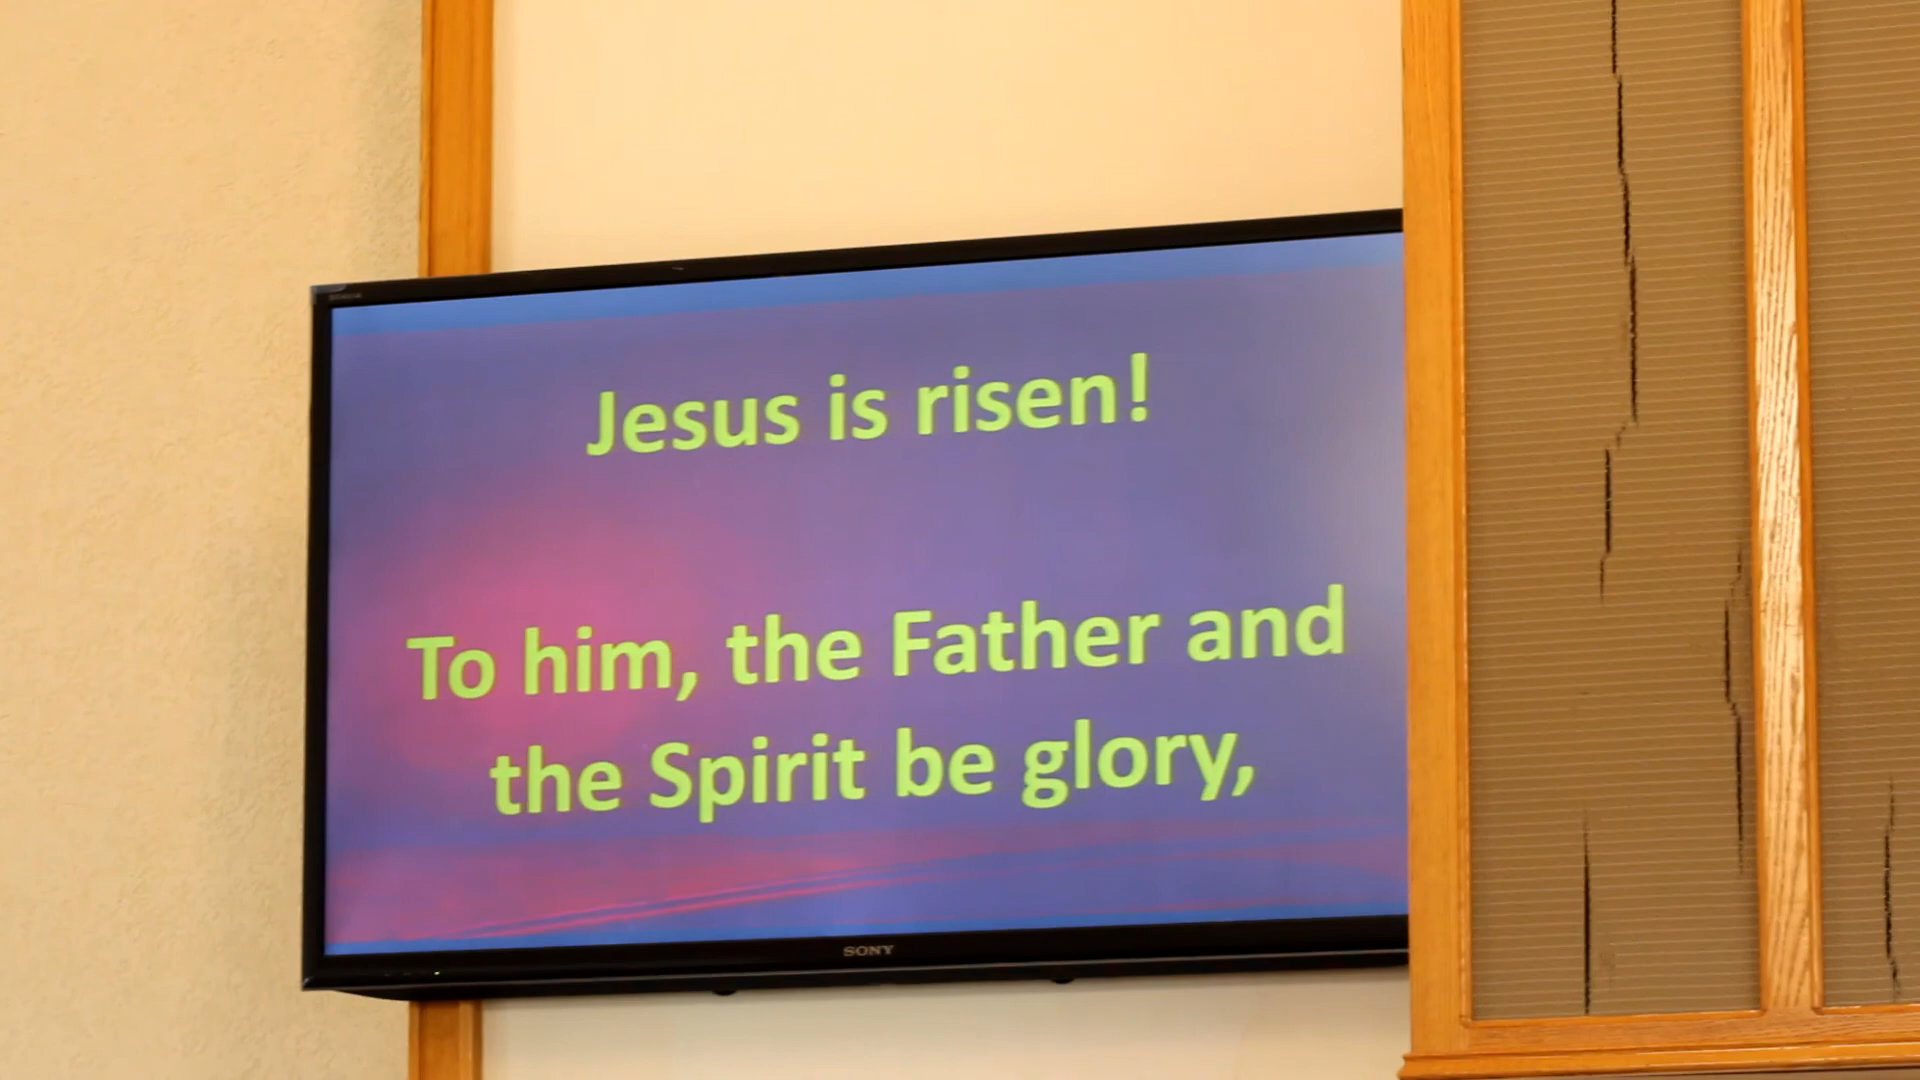 Jesus is risen!
To him, the Father and
the Spirit be glory,
SONY